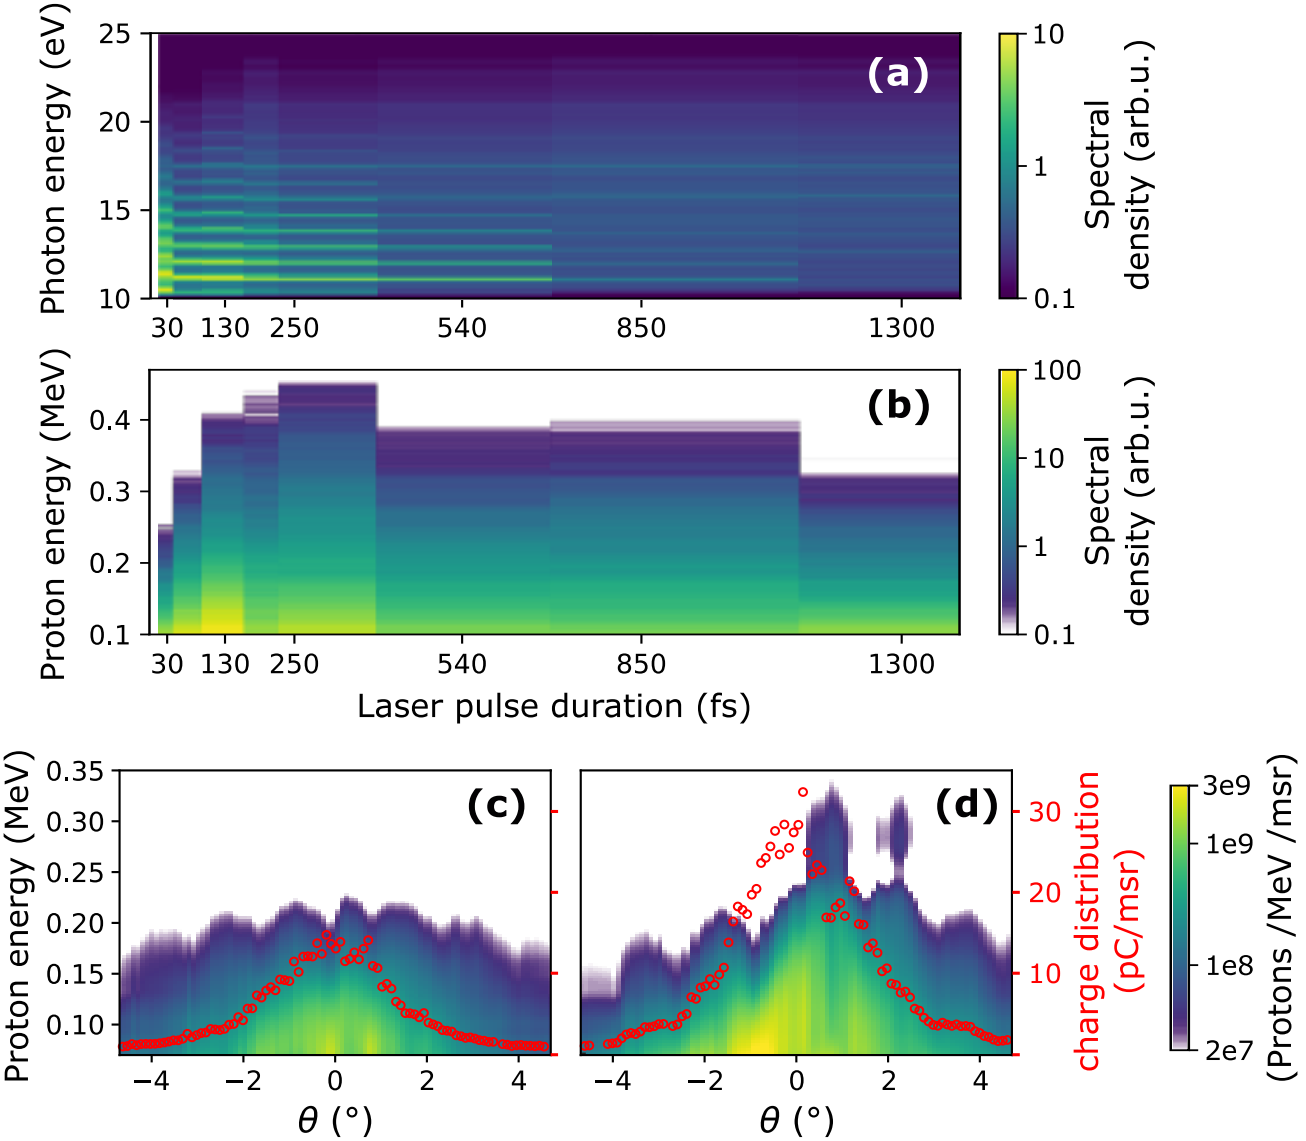 Photon energy (eV)
25
20
15
10
(a)
30 130 250 540 850 1300
10
1
0.1
Spectral
density (arb.u.)
Proton energy (MeV)
0.4
0.3
0.2
0.1
(b)
30 130 250 540 850 1300
Laser pulse duration (fs)
100
10
1
0.1
Spectral
density (arb.u.)
Proton energy (MeV)
0.35
0.30
0.25
0.20
0.15
0.10
(c)
−4 −2 0 2 4
θ (°)
(d)
−4 −2 0 2 4
θ (°)
30
20
10
charge distribution
(pC/msr)
3e9
1e9
1e8
2e7
(Protons /MeV /msr)